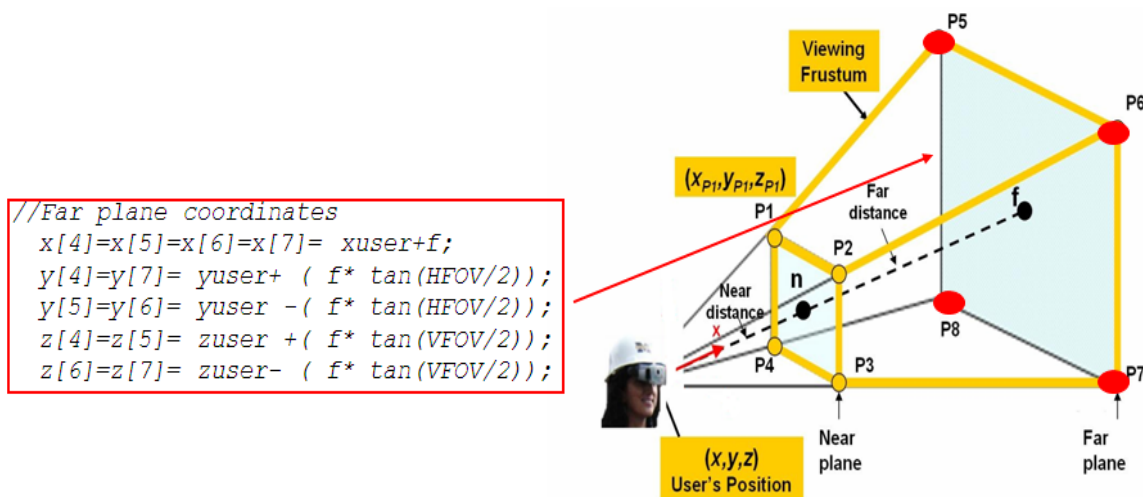 //Far plane coordinates
x[4]=x[5]=x[6]=x[7]= xuser+f;
y[4]=y[7]= yuser+ ( f* tan(HFOV/2));
y[5]=y[6]= yuser -( f* tan(HFOV/2));
z[4]=z[5]= zuser +( f* tan(VFOV/2));
z[6]=z[7]= zuser- ( f* tan(VFOV/2));
P5
Viewing
Frustum
P6
(xP1,yP1,zP1)
Far
distance
f
P1
P2
n
Near
distance
x
P8
P4
P3
P7
(x,y,z)
User's Position
Near
plane
Far
plane